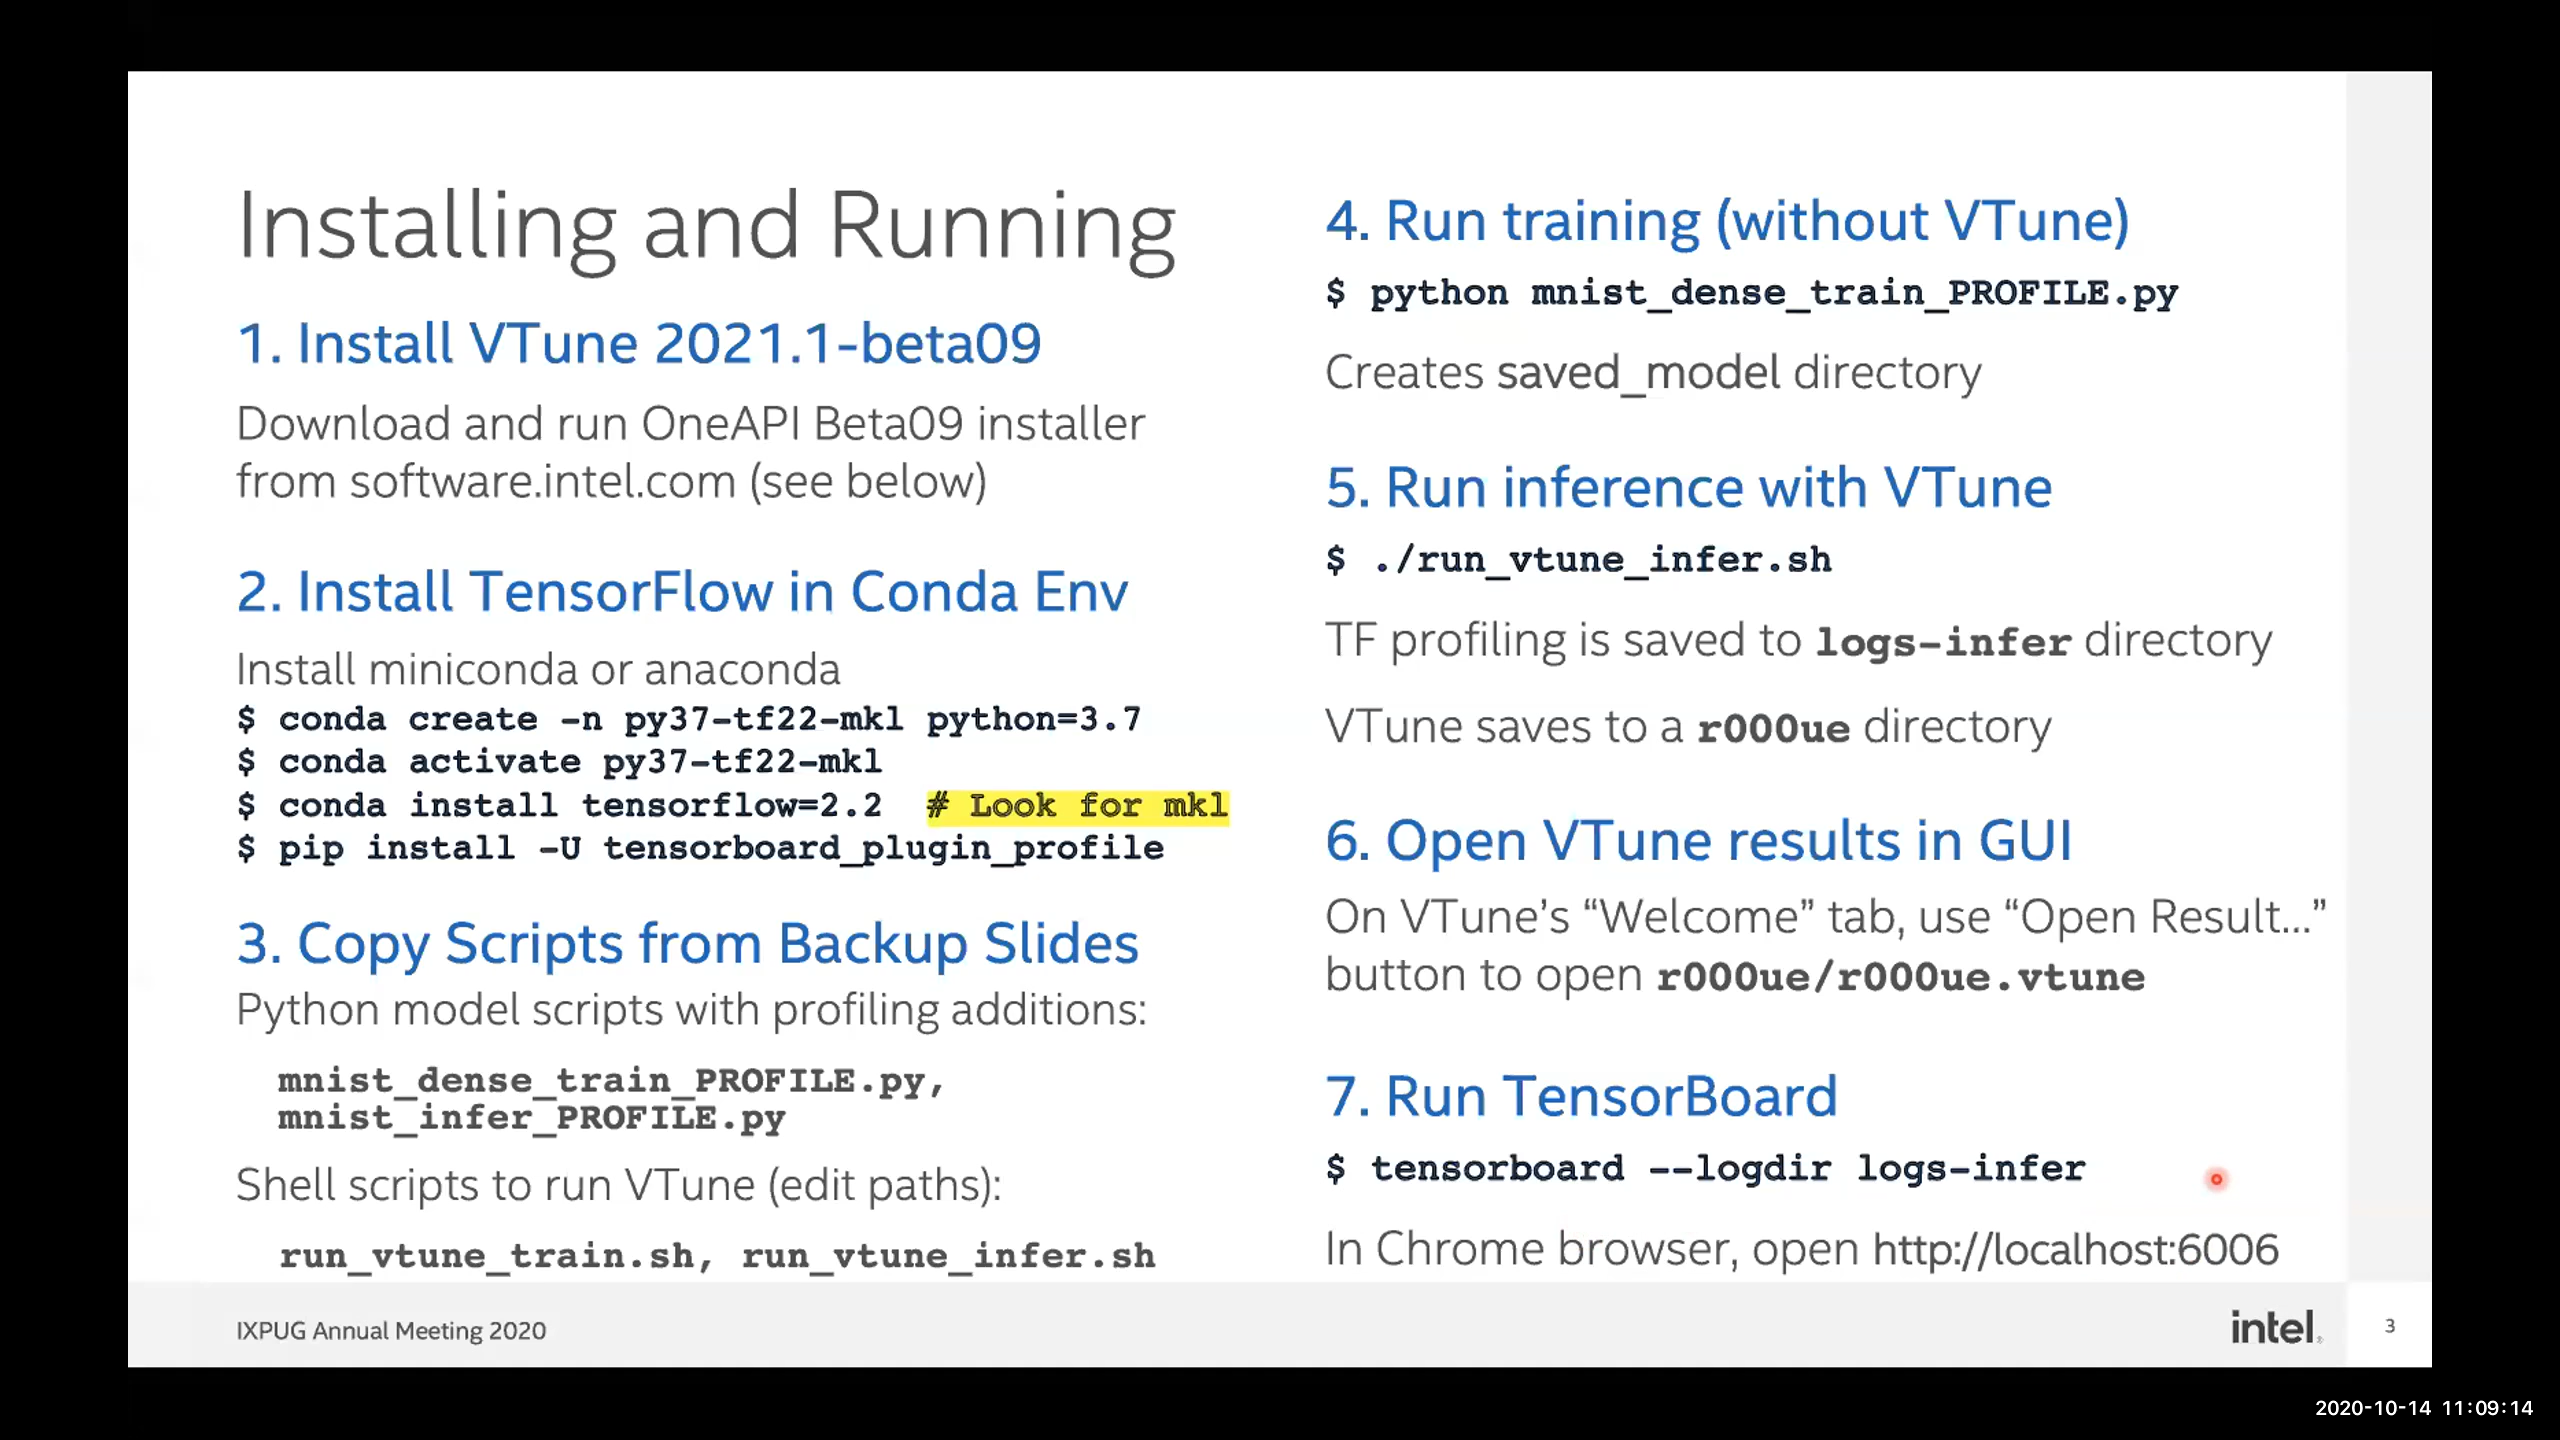 Installing and Running
1. Install VTune 2021.1-beta09
Download and run OneAPI Beta09 installer
from software.intel.com (see below)
2. Install TensorFlow in Conda Env
Install miniconda or anaconda
$ conda create -n py37-tf22-mkl python=3.7
$ conda activate py37-tf22-mkl
$ conda install tensorflow=2.2 # Look for mkl
$ pip install -U tensorboard_plugin_profile
3. Copy Scripts from Backup Slides
Python model scripts with profiling additions:
mnist_dense_train_PROFILE.py,
mnist_infer_PROFILE.py
Shell scripts to run VTune (edit paths):
run_vtune_train.sh, run_vtune_infer.sh
4. Run training (without VTune)
$ python mnist_dense_train_PROFILE.py
Creates saved_model directory
5. Run inference with VTune
$ ./run_vtune_infer.sh
TF profiling is saved to logs-infer directory
VTune saves to a r000ue directory
6. Open VTune results in GUI
On VTune’s “Welcome” tab, use “Open Result...”
button to open r000ue/r000ue.vtune
7. Run TensorBoard
$ tensorboard --logdir logs-infer
In Chrome browser, open http://localhost:6006
IXPUG Annual Meeting 2020
intel.
3
2020-10-14 11:09:14